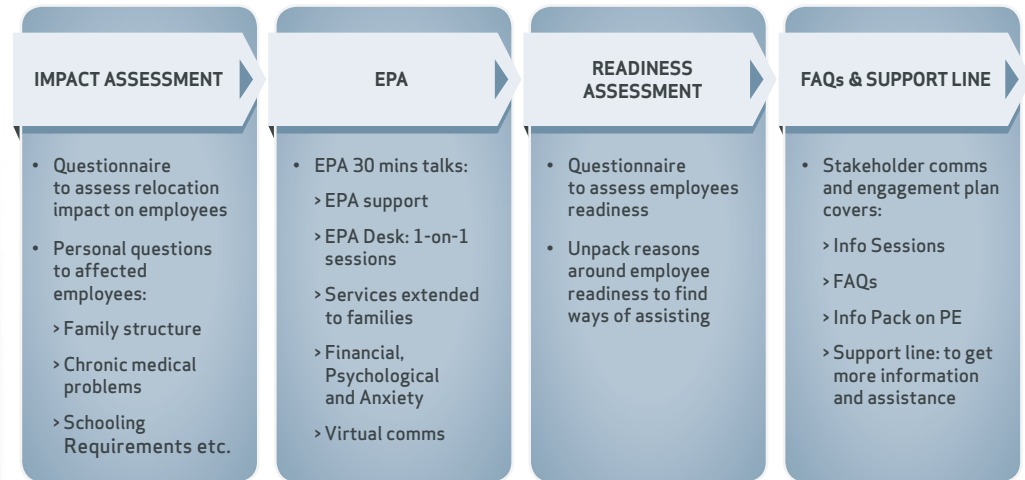 IMPACT ASSESSMENT
• Questionnaire
to assess relocation
impact on employees
• Personal questions
to affected
employees:
> Family structure
> Chronic medical
problems
> Schooling
Requirements etc.
EPA
• EPA 30 mins talks:
> EPA support
> EPA Desk: 1-on-1
sessions
> Services extended
to families
> Financial,
Psychological
and Anxiety
> Virtual comms
READINESS
ASSESSMENT
• Questionnaire
to assess employees
readiness
• Unpack reasons
around employee
readiness to find
ways of assisting
FAQs & SUPPORT LINE
• Stakeholder comms
and engagement plan
covers:
> Info Sessions
> FAQs
> Info Pack on PE
> Support line: to get
more information
and assistance